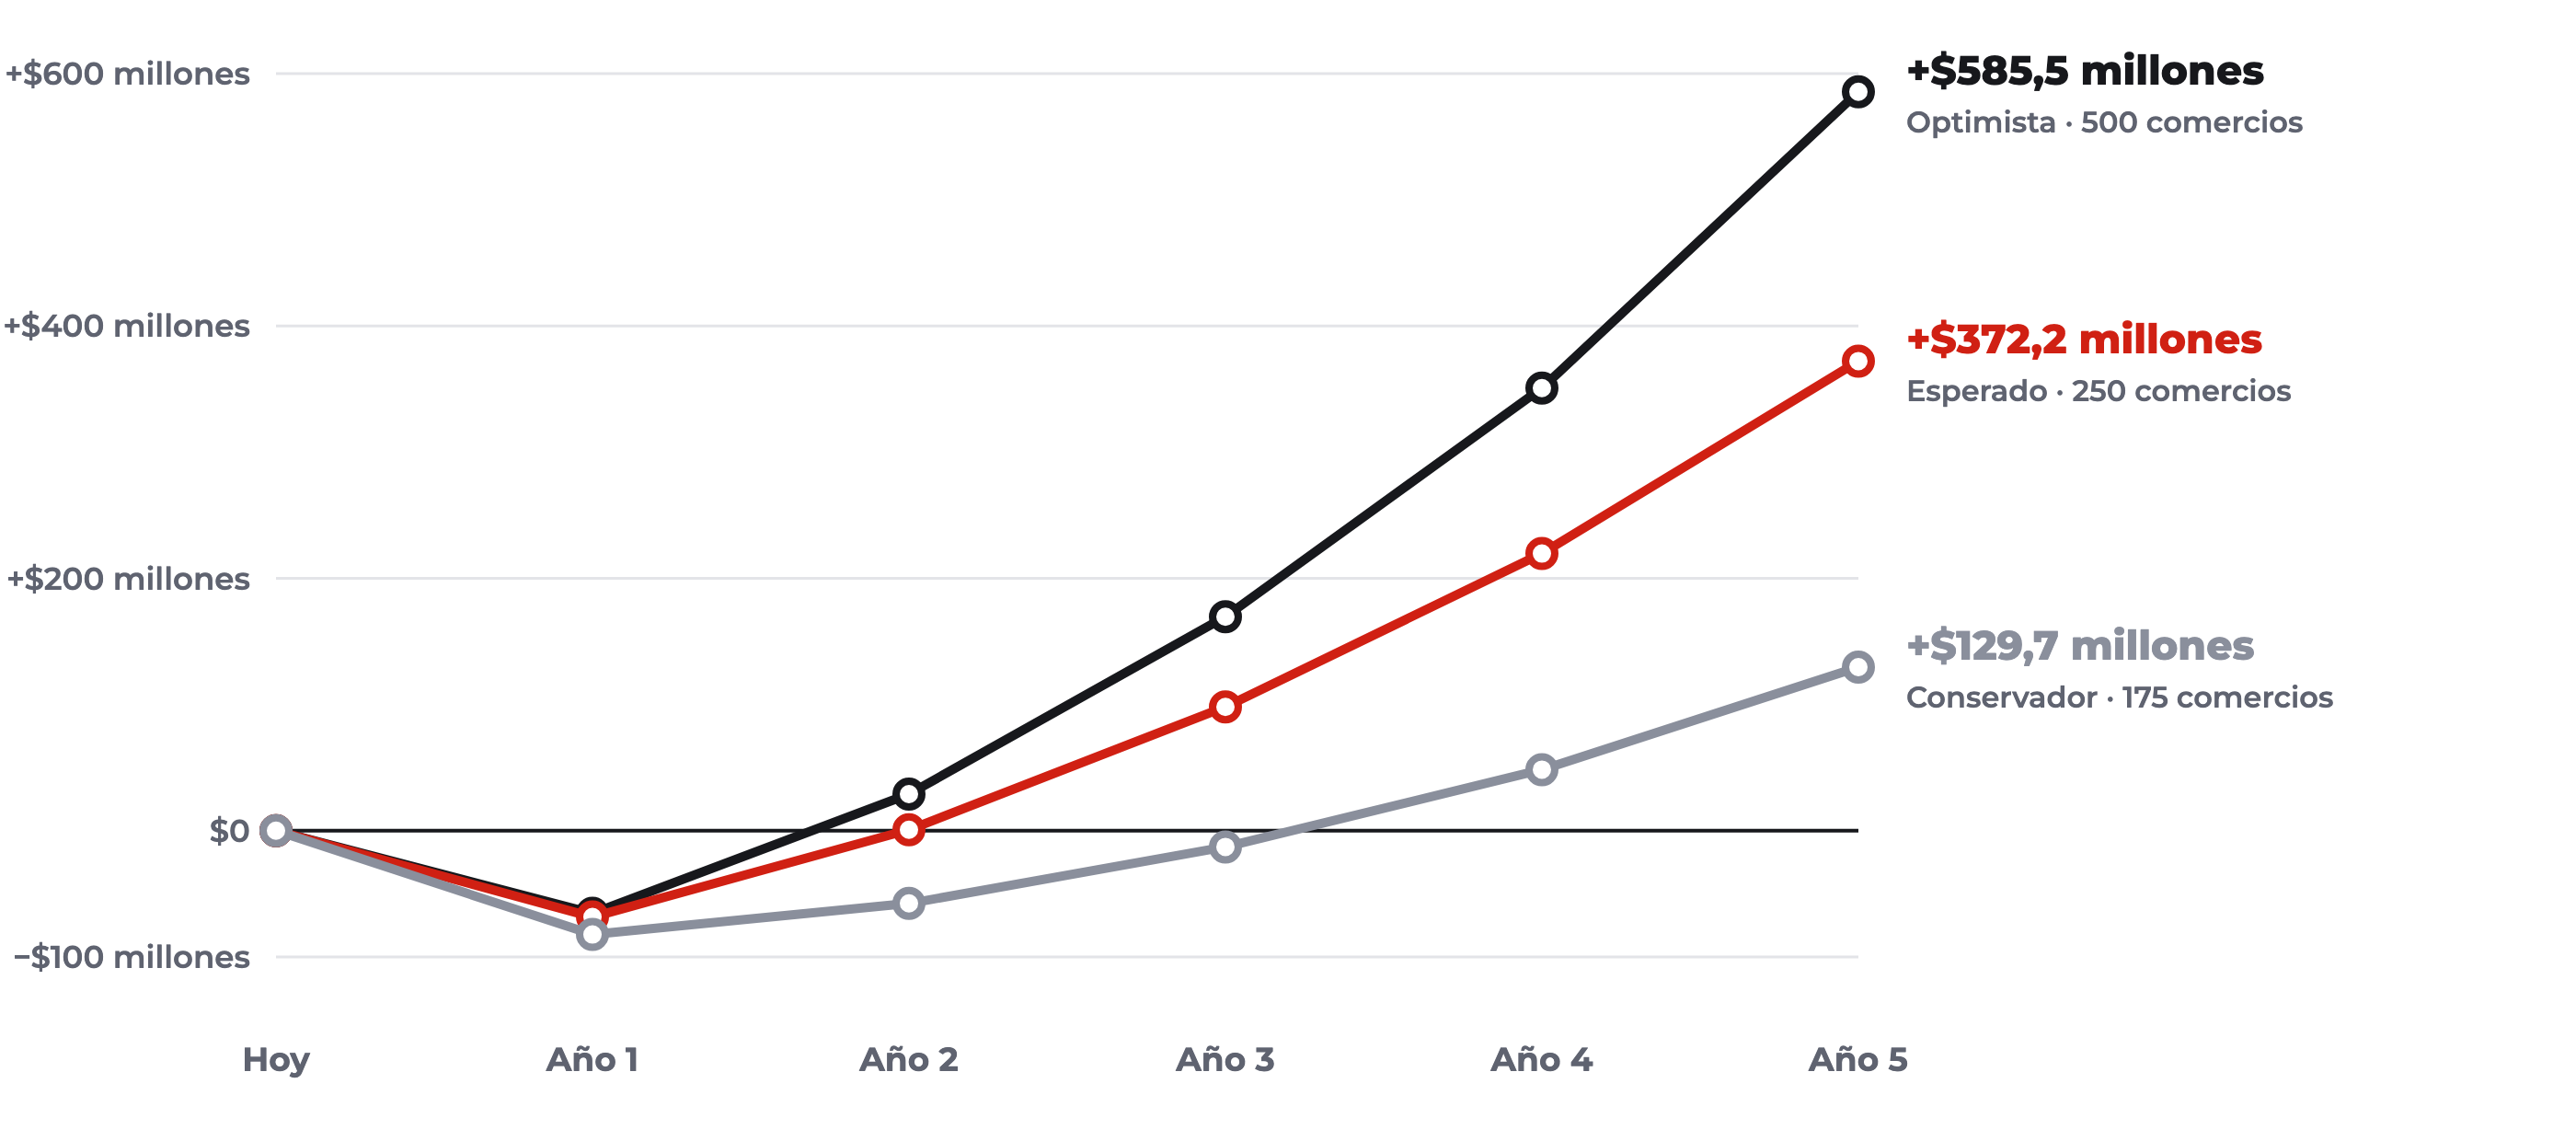 +$600 millones
+$585,5 millones
Optimista · 500 comercios
+$400 millones
+$372,2 millones
Esperado · 250 comercios
+$200 millones
+$129,7 millones
Conservador · 175 comercios
$0
−$100 millones
Hoy
Año 1
Año 2
Año 3
Año 4
Año 5